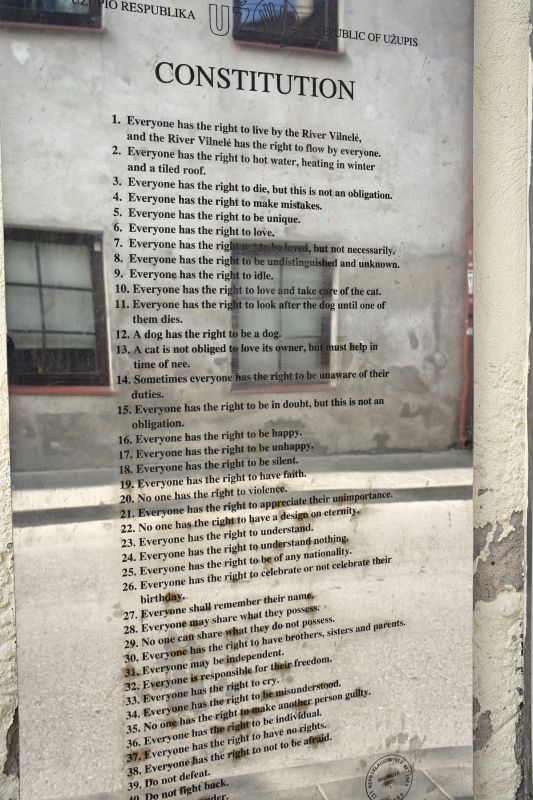 UŽUPIO RESPUBLIKA
REPUBLIC OF UŽUPIS
CONSTITUTION
1. Everyone has the right to live by the River Vilnelė,
and the River Vilnelė has the right to flow by everyone.
2. Everyone has the right to hot water, heating in winter
and a tiled roof.
3. Everyone has the right to die, but this is not an obligation.
4. Everyone has the right to make mistakes.
5. Everyone has the right to be unique.
6. Everyone has the right to love.
7. Everyone has the right not to be loved, but not necessarily.
8. Everyone has the right to be undistinguished and unknown.
9. Everyone has the right to idle.
10. Everyone has the right to love and take care of the cat.
11. Everyone has the right to look after the dog until one of
them dies.
12. A dog has the right to be a dog.
13. A cat is not obliged to love its owner, but must help in
time of nee.
14. Sometimes everyone has the right to be unaware of their
duties.
15. Everyone has the right to be in doubt, but this is not an
obligation.
16. Everyone has the right to be happy.
17. Everyone has the right to be unhappy.
18. Everyone has the right to be silent.
19. Everyone has the right to have faith.
20. No one has the right to violence.
21. Everyone has the right to appreciate their unimportance.
22. No one has the right to have a design on eternity.
23. Everyone has the right to understand.
24. Everyone has the right to understand nothing.
25. Everyone has the right to be of any nationality.
26. Everyone has the right to celebrate or not celebrate their
birthday.
27. Everyone shall remember their name.
28. Everyone may share what they possess.
29. No one can share what they do not possess.
30. Everyone has the right to have brothers, sisters and parents.
31. Everyone may be independent.
32. Everyone is responsible for their freedom.
33. Everyone has the right to cry.
34. Everyone has the right to be misunderstood.
35. No one has the right to make another person guilty.
36. Everyone has the right to be individual.
37. Everyone has the right to have no rights.
38. Everyone has the right to not to be afraid.
39. Do not defeat.
40. Do not fight back.